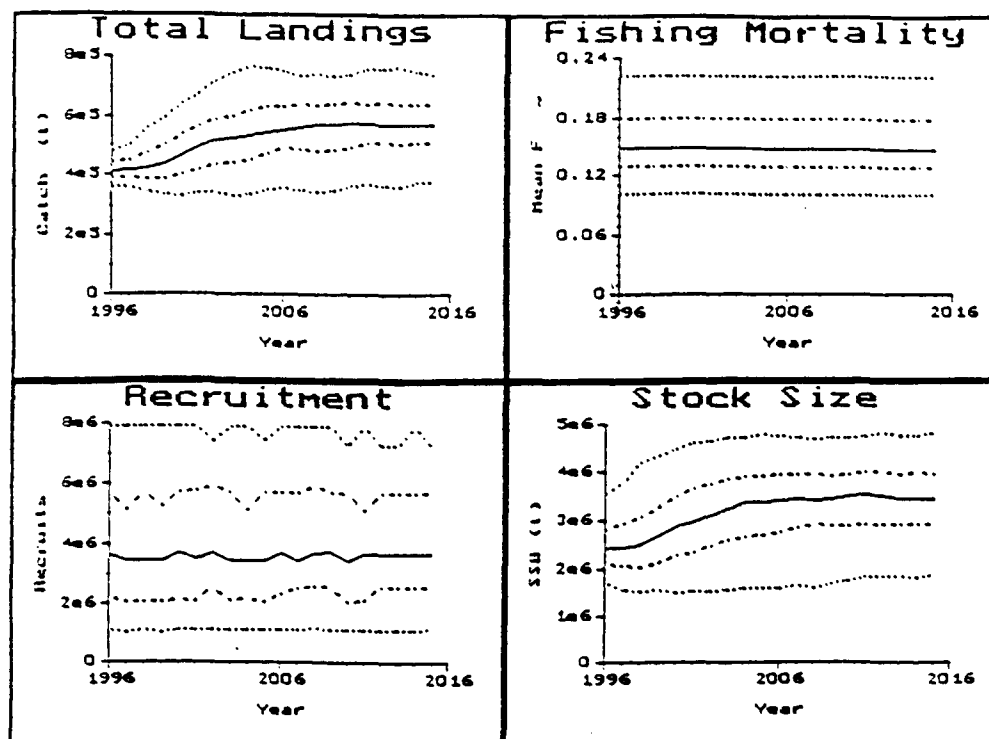 Total Landings
8e5
6e5
4e5
2e5
0
Catch (t)
1996 2006 2016
Year
Fishing Mortality
0.24
0.18
0.12
0.06
0
Mean F ~
1996 2006 2016
Year
Recruitment
8e6
6e6
4e6
2e6
0
Recruits
1996 2006 2016
Year
Stock Size
5e6
4e6
3e6
2e6
1e6
0
SSB (t)
1996 2006 2016
Year